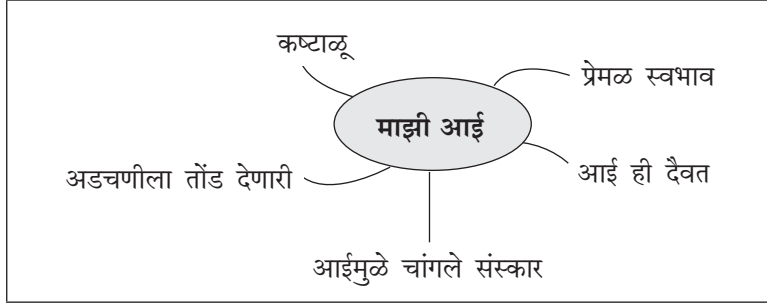 कष्टाळू
प्रेमळ स्वभाव
माझी आई
अडचणीला तोंड देणारी
आई ही दैवत
आईमुळे चांगले संस्कार